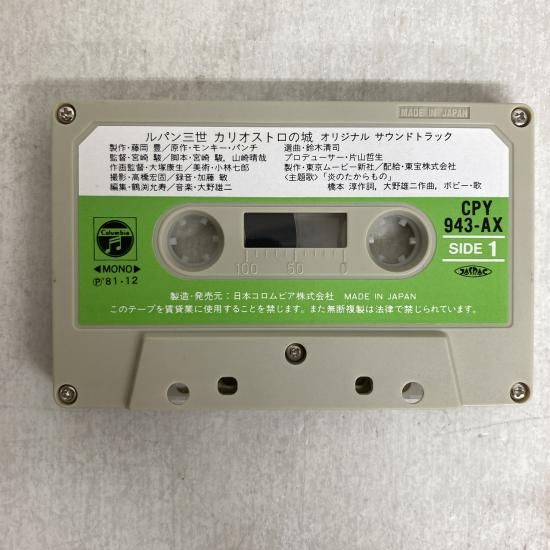 MADE IN JAPAN
ルパン三世 カリオストロの城 オリジナル サウンドトラック
製作・藤岡 豊/原作・モンキー・パンチ
監督・宮崎 駿/脚本・宮崎 駿，山崎晴哉
作画監督・大塚康生/美術・小林七郎
撮影・高橋宏固/録音・加藤 敏
編集・鶴渕允寿/音楽・大野雄二
選曲・鈴木清司
プロデューサー・片山哲生
製作・東京ムービー新社/配給・東宝株式会社
〈主題歌〉「炎のたからもの」
橋本 淳作詞，大野雄二作曲，ボビー・歌
Columbia
◀MONO▶
Ⓟ'81・12
CPY
943-AX
SIDE 1
JASRAC
100 50 0
製造・発売元：日本コロムビア株式会社 MADE IN JAPAN
このテープを賃貸業に使用することを禁じます。また無断複製は法律で禁じられています。